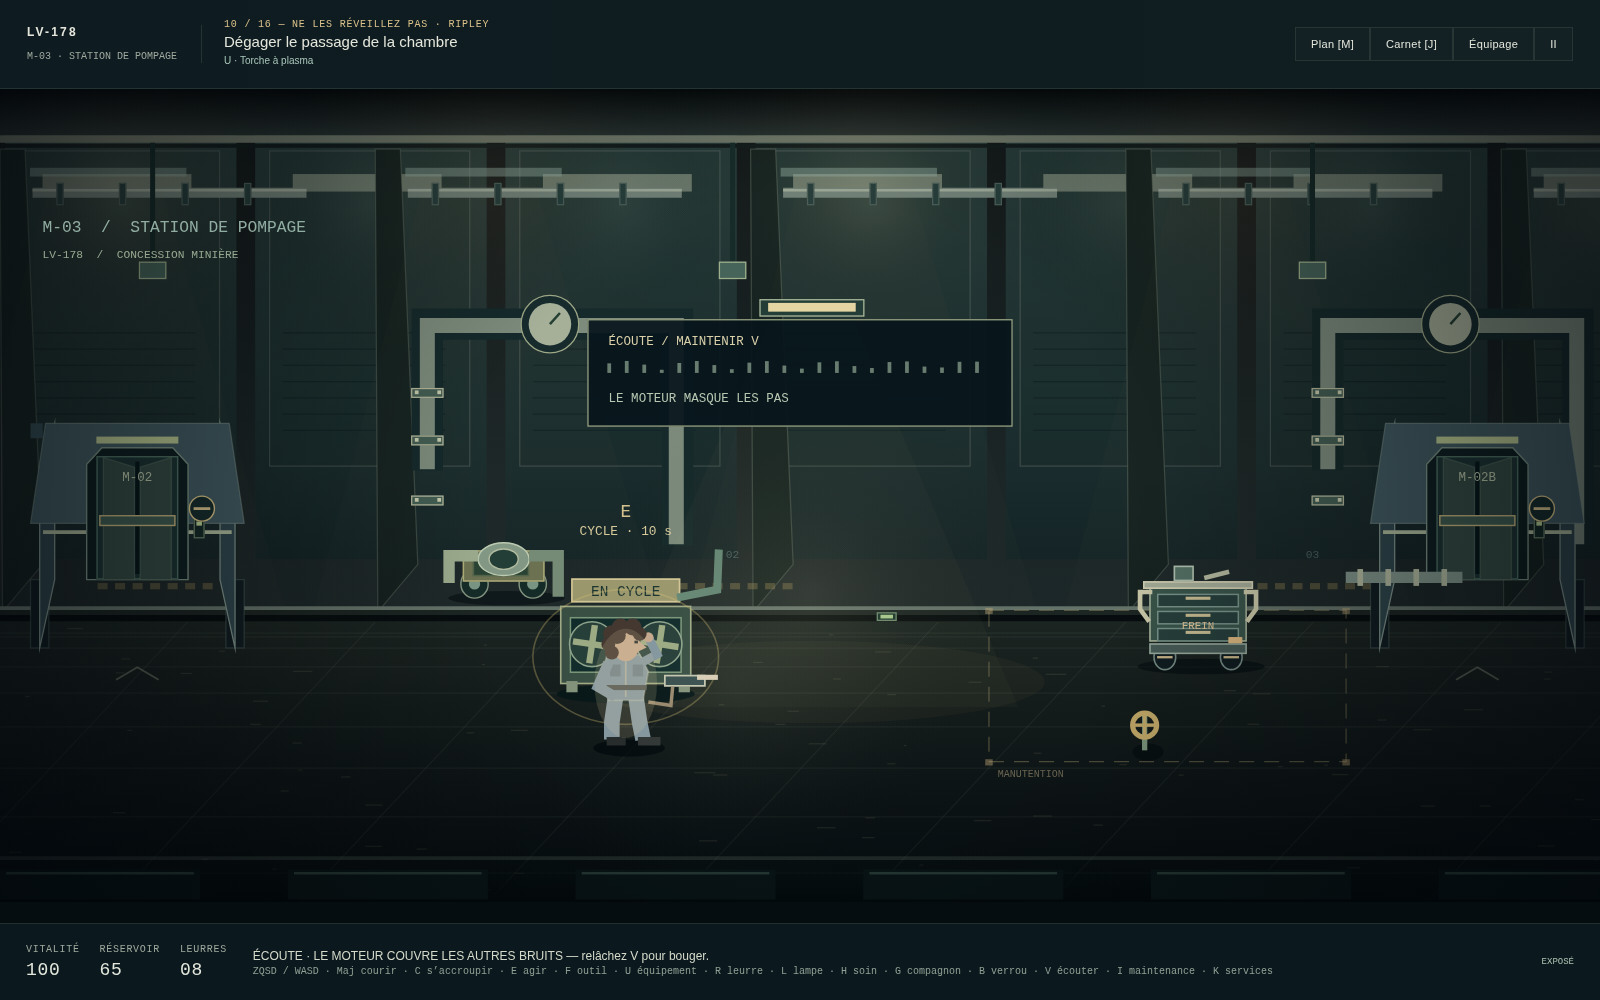 LV-178
M-03 · STATION DE POMPAGE
10 / 16 — NE LES RÉVEILLEZ PAS · RIPLEY
Dégager le passage de la chambre
U · Torche à plasma
Plan [M]
Carnet [J]
Équipage
II
M-03 / STATION DE POMPAGE
LV-178 / CONCESSION MINIÈRE
ÉCOUTE / MAINTENIR V
LE MOTEUR MASQUE LES PAS
M-02
M-02B
E
CYCLE · 10 s
02
03
EN CYCLE
FREIN
MANUTENTION
VITALITÉ
100
RÉSERVOIR
65
LEURRES
08
ÉCOUTE · LE MOTEUR COUVRE LES AUTRES BRUITS — relâchez V pour bouger.
ZQSD / WASD · Maj courir · C s’accroupir · E agir · F outil · U équipement · R leurre · L lampe · H soin · G compagnon · B verrou · V écouter · I maintenance · K services
EXPOSÉ